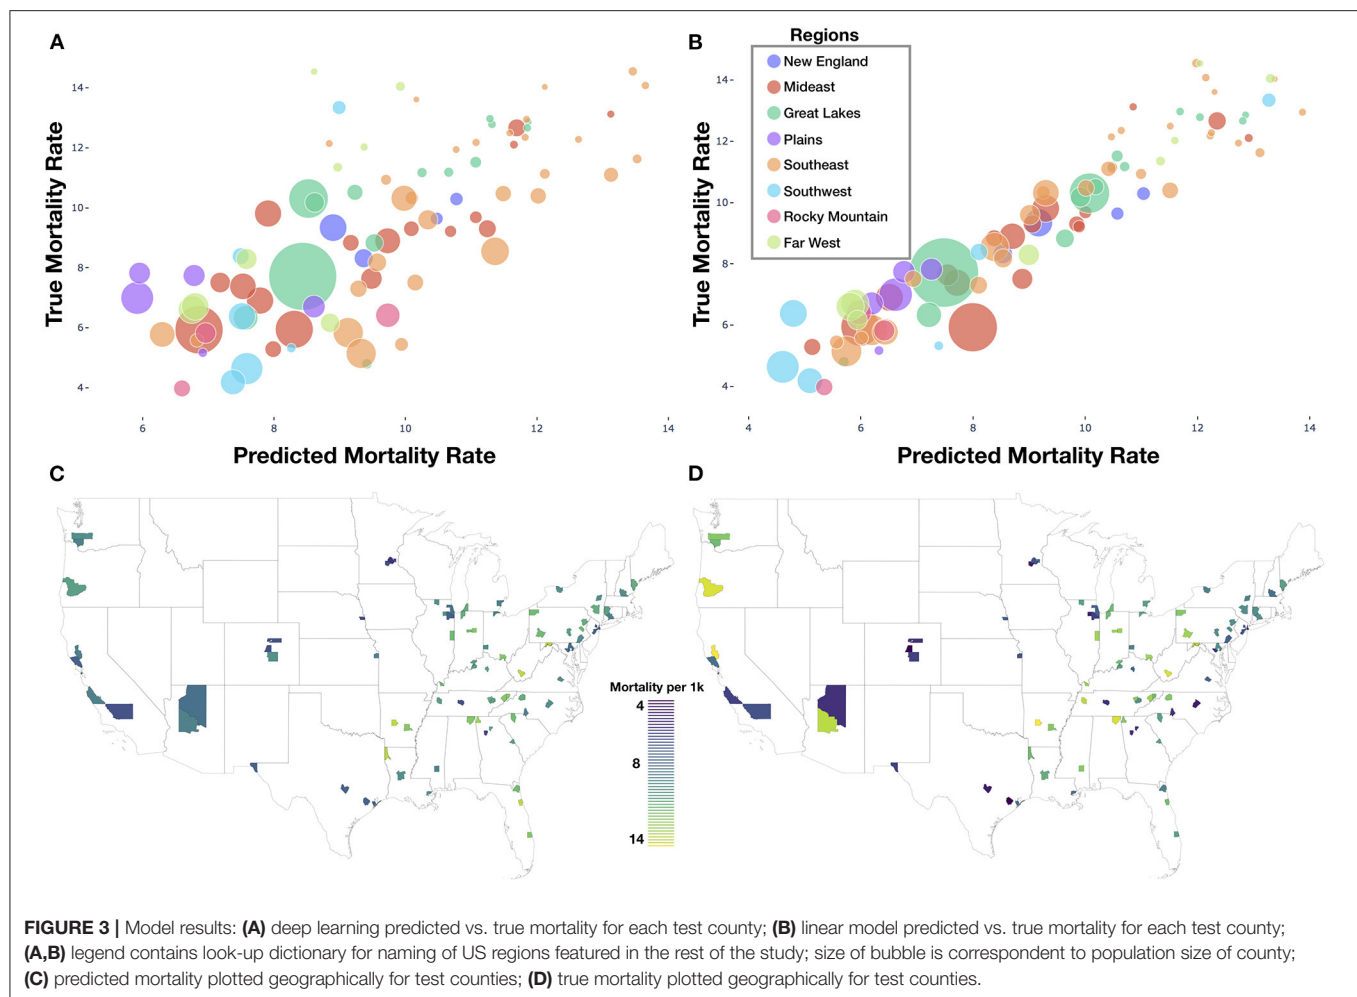 A
B
Regions
New England
Mideast
Great Lakes
Plains
Southeast
Southwest
Rocky Mountain
Far West
True Mortality Rate
14
12
10
8
6
4
6
8
10
12
14
Predicted Mortality Rate
True Mortality Rate
14
12
10
8
6
4
4
6
8
10
12
14
Predicted Mortality Rate
C
D
Mortality per 1k
4
8
14
FIGURE 3 | Model results: (A) deep learning predicted vs. true mortality for each test county; (B) linear model predicted vs. true mortality for each test county;
(A,B) legend contains look-up dictionary for naming of US regions featured in the rest of the study; size of bubble is correspondent to population size of county;
(C) predicted mortality plotted geographically for test counties; (D) true mortality plotted geographically for test counties.